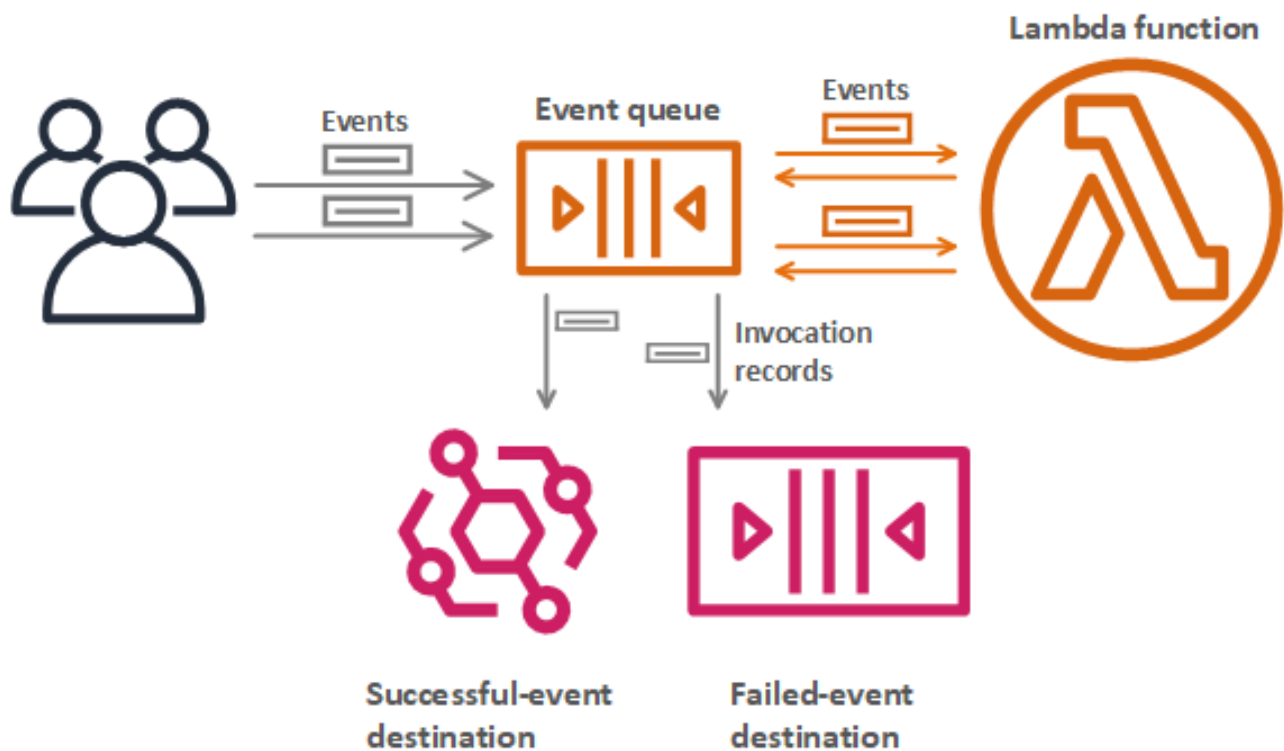 Lambda function
Events
Event queue
Events
Invocation
records
Successful-event
destination
Failed-event
destination